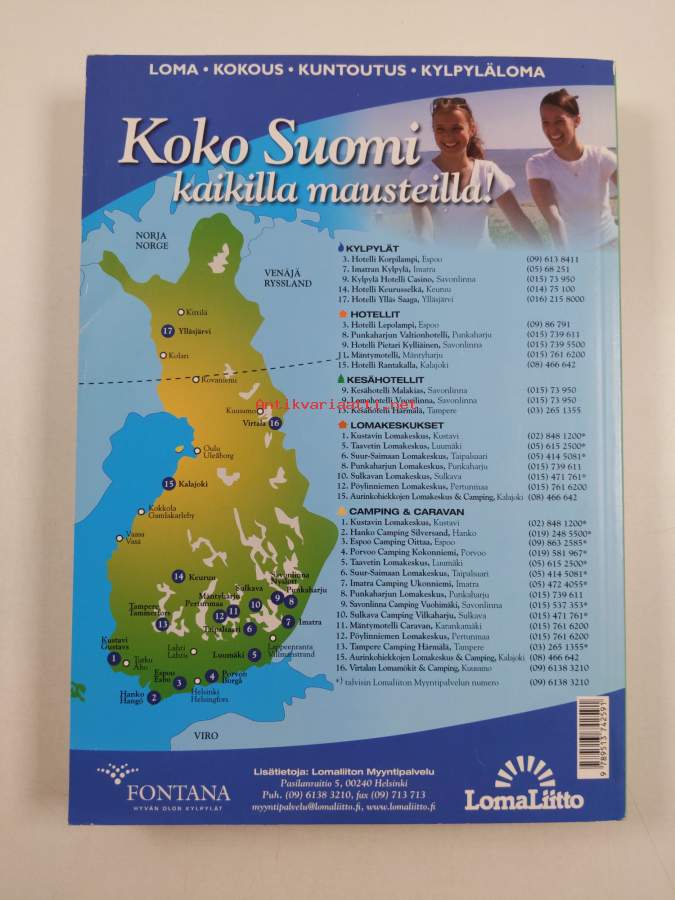 LOMA • KOKOUS • KUNTOUTUS • KYLPYLÄLOMA
Koko Suomi
kaikilla mausteilla!
NORJA
NORGE
VENÄJÄ
RYSSLAND
Kittilä
17 Ylläsjärvi
Kolari
Rovaniemi
Kuusamo
Virtala 16
Oulu
Uleåborg
15 Kalajoki
Kokkola
Gamlakarleby
Vaasa
Vasa
14 Keuruu
Savonlinna
Nyslott
Sulkava
Punkaharju
Mäntyharju
Pertunmaa
9 8
10
12 11
Tampere
Tammerfors
13
Taipalsaari 6
7 Imatra
Kustavi
Gustavs
1
Turku
Åbo
Lahti
Lahtis
Luumäki 5
Lappeenranta
Villmanstrand
Espoo
Esbo
3
4 Porvoo
Borgå
Hanko
Hangö
2
Helsinki
Helsingfors
VIRO
KYLPYLÄT
3. Hotelli Korpilampi, Espoo (09) 613 8411
7. Imatran Kylpylä, Imatra (05) 68 251
9. Kylpylä Hotelli Casino, Savonlinna (015) 73 950
14. Hotelli Keurusselkä, Keuruu (014) 75 100
17. Hotelli Ylläs Saaga, Ylläsjärvi (016) 215 8000
HOTELLIT
3. Hotelli Lepolampi, Espoo (09) 86 791
8. Punkaharjun Valtionhotelli, Punkaharju (015) 739 611
9. Hotelli Pietari Kylliäinen, Savonlinna (015) 739 5500
11. Mäntymotelli, Mäntyharju (015) 761 6200
15. Hotelli Rantakalla, Kalajoki (08) 466 642
KESÄHOTELLIT
9. Kesähotelli Malakias, Savonlinna (015) 73 950
9. Lomahotelli Vuorilinna, Savonlinna (015) 73 950
13. Kesähotelli Härmälä, Tampere (03) 265 1355
Antikvariaatti.net
LOMAKESKUKSET
1. Kustavin Lomakeskus, Kustavi (02) 848 1200*
5. Taavetin Lomakeskus, Luumäki (05) 615 2500*
6. Suur-Saimaan Lomakeskus, Taipalsaari (05) 414 5081*
8. Punkaharjun Lomakeskus, Punkaharju (015) 739 611
10. Sulkavan Lomakeskus, Sulkava (015) 471 761*
12. Pöylinniemen Lomakeskus, Pertunmaa (015) 761 6200
15. Aurinkohiekkojen Lomakeskus & Camping, Kalajoki (08) 466 642
CAMPING & CARAVAN
1. Kustavin Lomakeskus, Kustavi (02) 848 1200*
2. Hanko Camping Silversand, Hanko (019) 248 5500*
3. Espoo Camping Oittaa, Espoo (09) 863 2585*
4. Porvoo Camping Kokonniemi, Porvoo (019) 581 967*
5. Taavetin Lomakeskus, Luumäki (05) 615 2500*
6. Suur-Saimaan Lomakeskus, Taipalsaari (05) 414 5081*
7. Imatra Camping Ukonniemi, Imatra (05) 472 4055*
8. Punkaharjun Lomakeskus, Punkaharju (015) 739 611
9. Savonlinna Camping Vuohimäki, Savonlinna (015) 537 353*
10. Sulkava Camping Vilkaharju, Sulkava (015) 471 761*
11. Mäntymotelli Caravan, Karankamäki (015) 761 6200
12. Pöylinniemen Lomakeskus, Pertunmaa (015) 761 6200
13. Tampere Camping Härmälä, Tampere (03) 265 1355*
15. Aurinkohiekkojen Lomakeskus & Camping, Kalajoki (08) 466 642
16. Virtalan Lomamökit & Camping, Kuusamo (09) 6138 3210
*) talvisin Lomaliiton Myyntipalvelun numero (09) 6138 3210
9 789513 742591
FONTANA
HYVÄN OLON KYLPYLÄT
Lisätietoja: Lomaliiton Myyntipalvelu
Pasilanraitio 5, 00240 Helsinki
Puh. (09) 6138 3210, fax (09) 713 713
myyntipalvelu@lomaliitto.fi, www.lomaliitto.fi
LomaLiitto